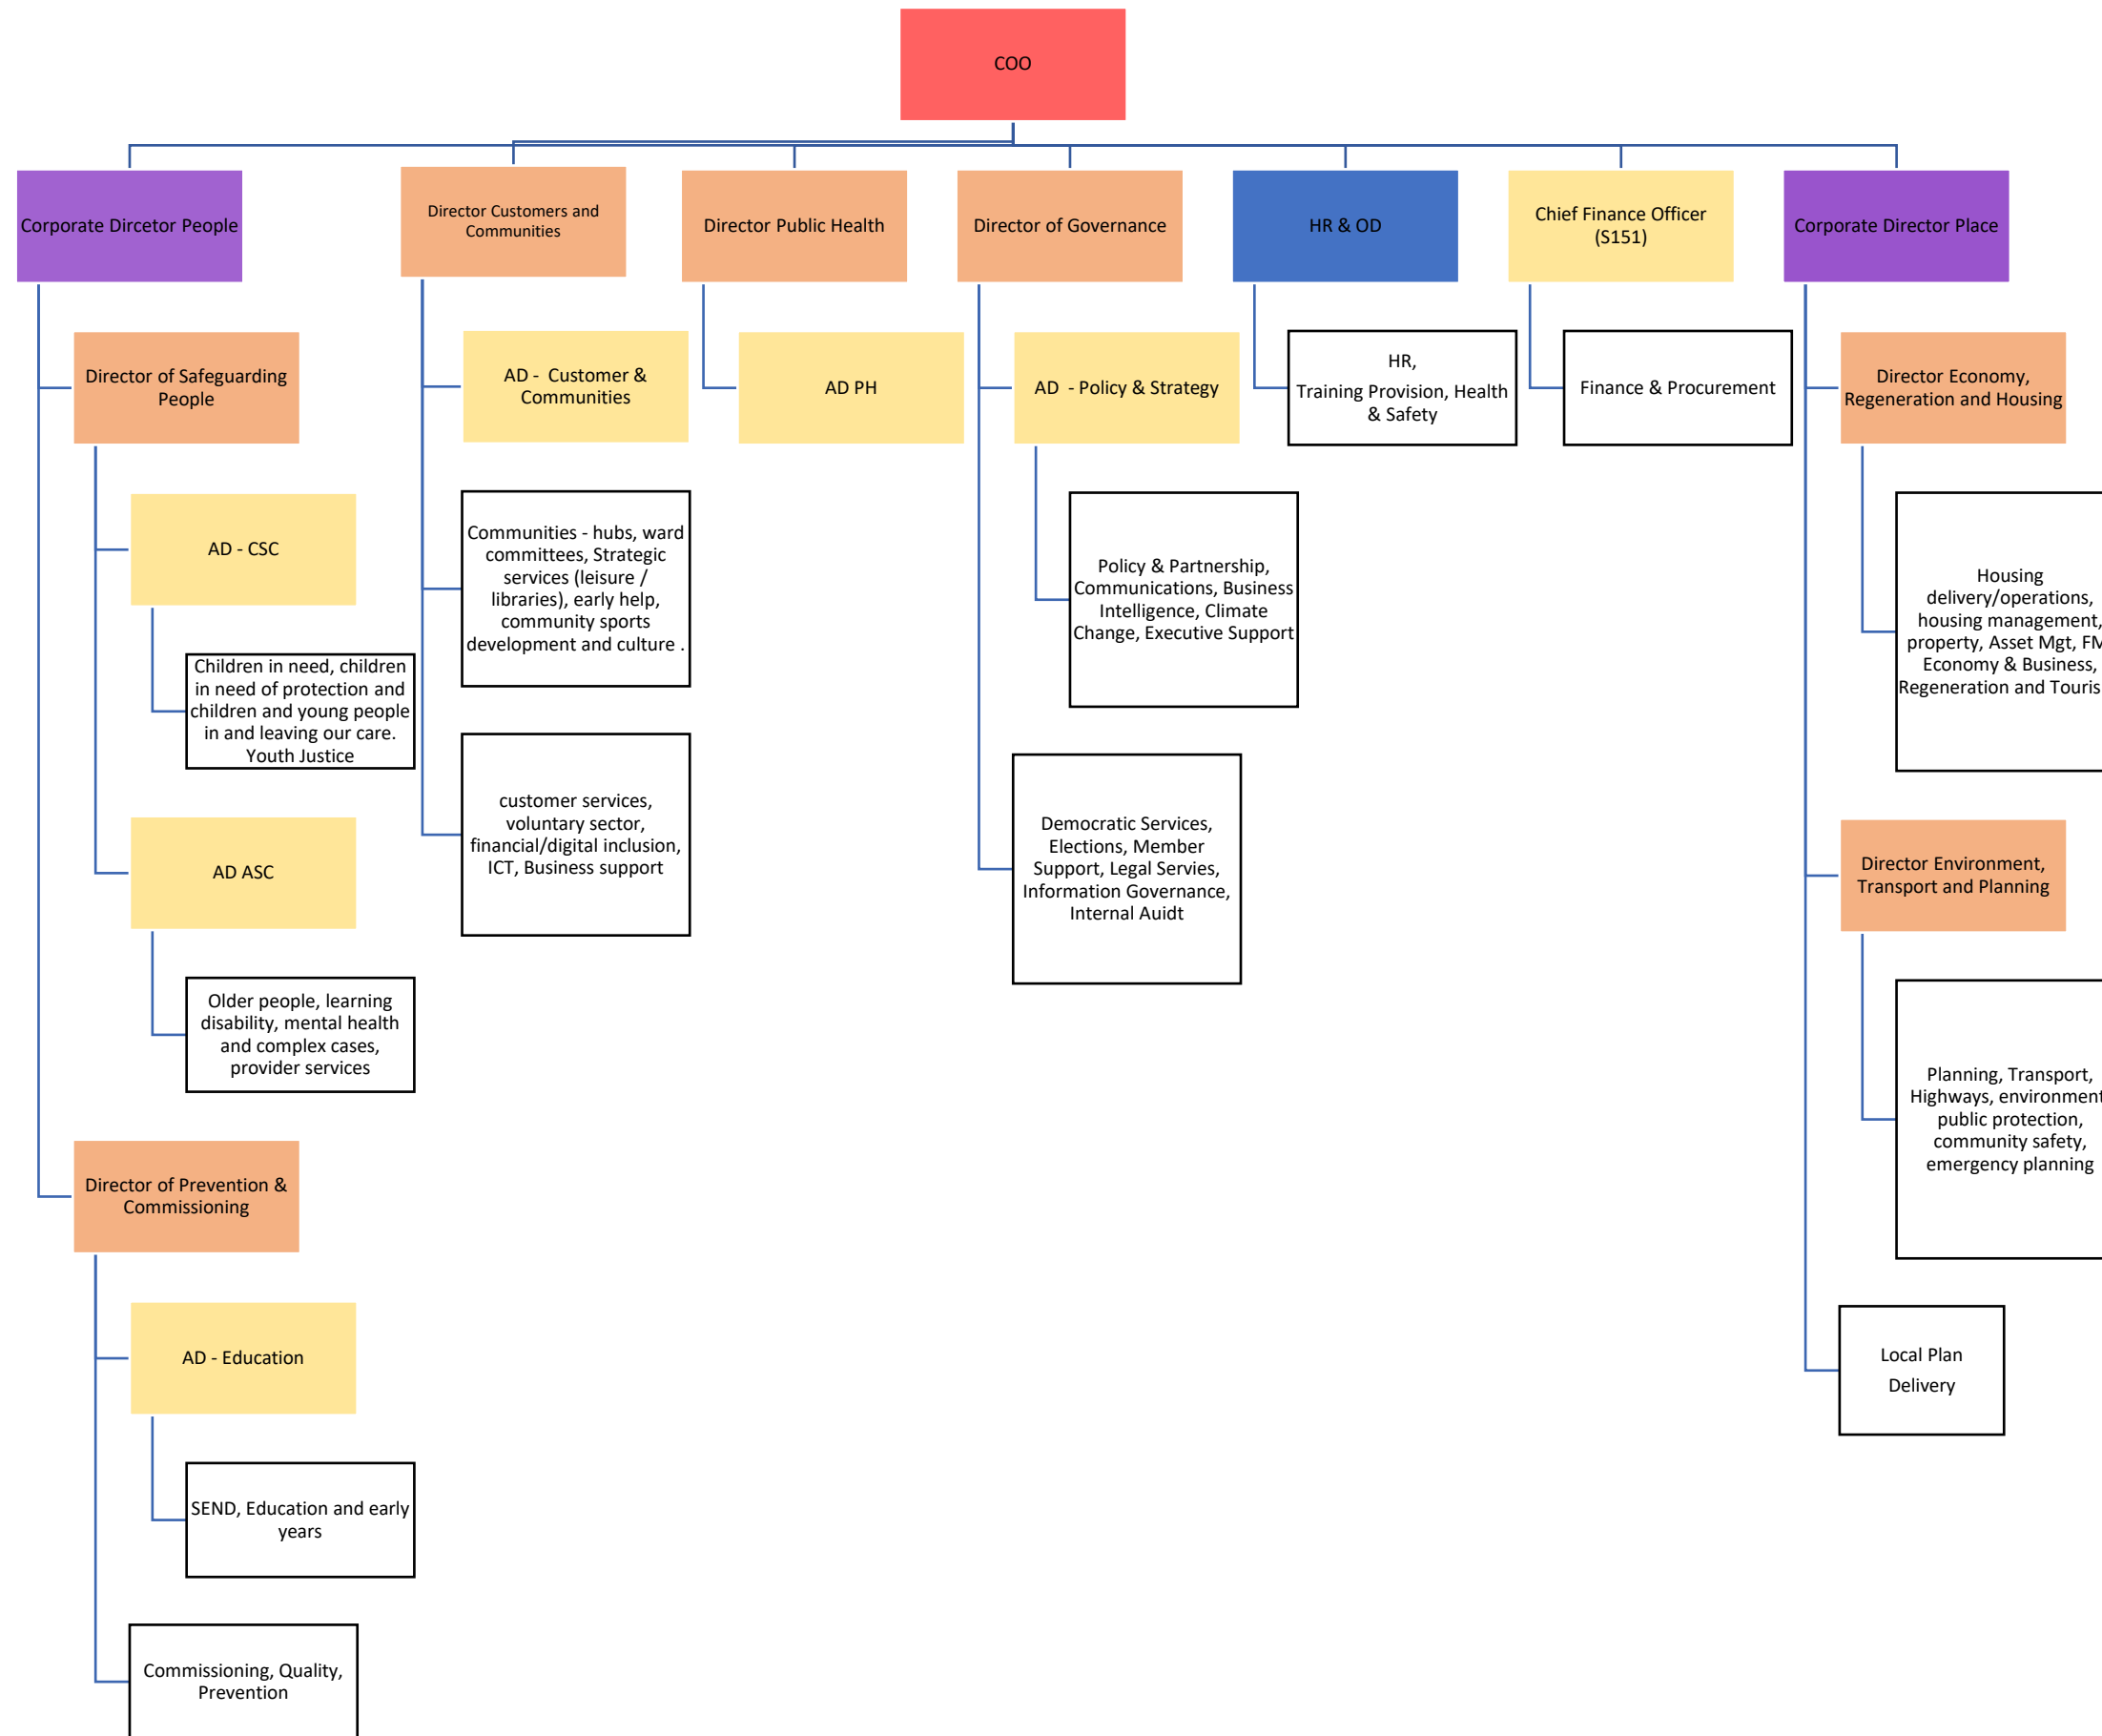 COO
Corporate Dircetor People
Director Customers and
Communities
Director Public Health
Director of Governance
HR & OD
Chief Finance Officer
(S151)
Corporate Director Place
Director of Safeguarding
People
AD - CSC
Children in need, children
in need of protection and
children and young people
in and leaving our care.
Youth Justice
AD ASC
Older people, learning
disability, mental health
and complex cases,
provider services
Director of Prevention &
Commissioning
AD - Education
SEND, Education and early
years
Commissioning, Quality,
Prevention
AD - Customer &
Communities
Communities - hubs, ward
committees, Strategic
services (leisure /
libraries), early help,
community sports
development and culture .
customer services,
voluntary sector,
financial/digital inclusion,
ICT, Business support
AD PH
AD - Policy & Strategy
Policy & Partnership,
Communications, Business
Intelligence, Climate
Change, Executive Support
Democratic Services,
Elections, Member
Support, Legal Servies,
Information Governance,
Internal Auidt
HR,
Training Provision, Health
& Safety
Finance & Procurement
Director Economy,
Regeneration and Housing
Housing
delivery/operations,
housing management,
property, Asset Mgt,
Economy & Business,
Regeneration and
Director Environment,
Transport and Planning
Planning, Transport,
Highways, environment
public protection,
community safety,
emergency planning
Local Plan
Delivery